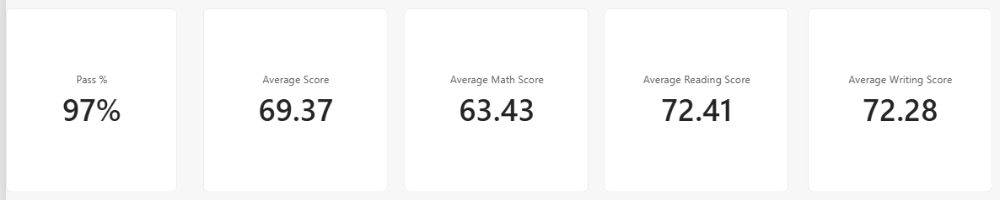 Pass %
97%
Average Score
69.37
Average Math Score
63.43
Average Reading Score
72.41
Average Writing Score
72.28